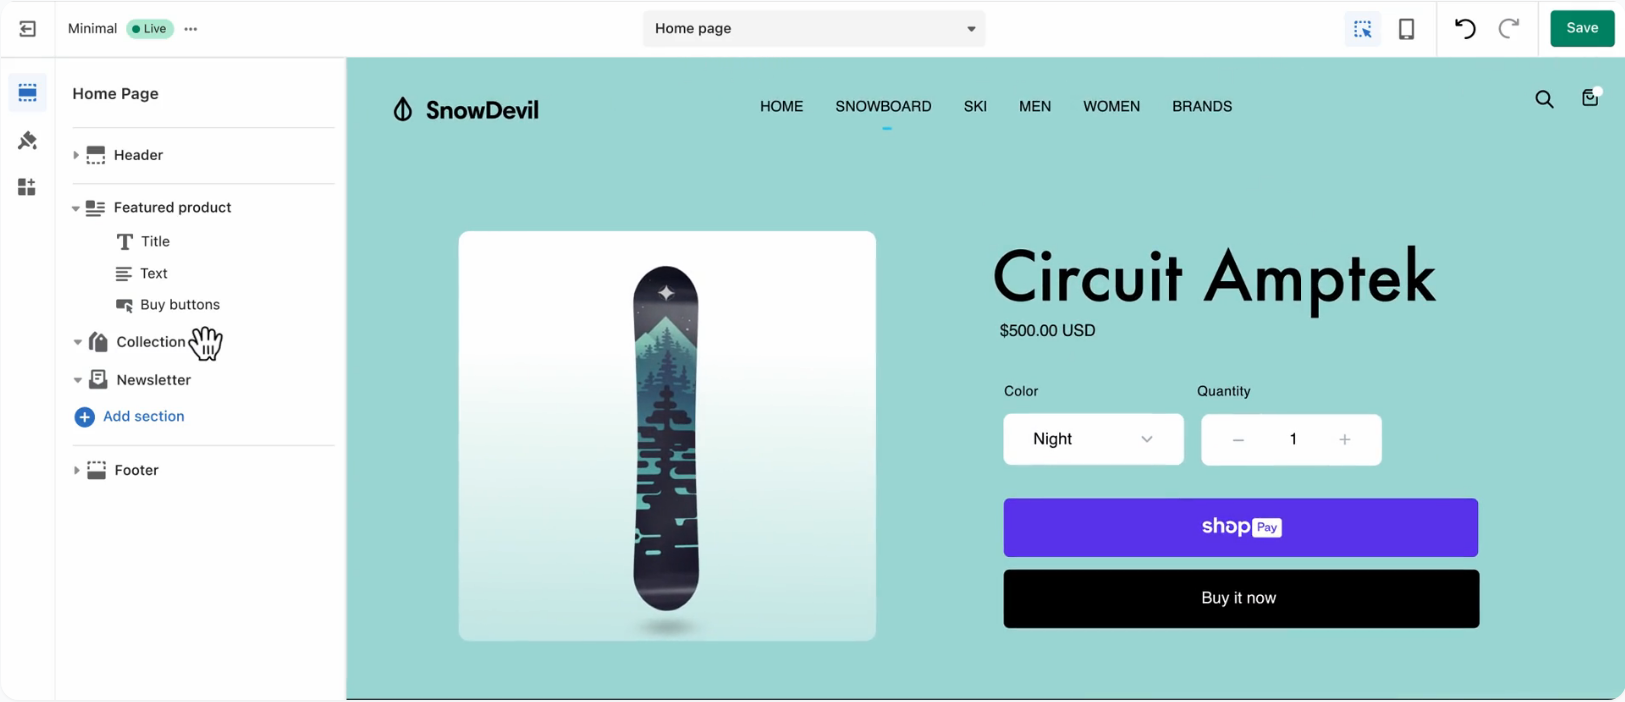 Minimal Live Home page Save
Home Page
Header
Featured product
Title
Text
Buy buttons
Collection
Newsletter
Add section
Footer
SnowDevil HOME SNOWBOARD SKI MEN WOMEN BRANDS
Circuit Amptek
$500.00 USD
Color Quantity
Night 1
shop Pay
Buy it now